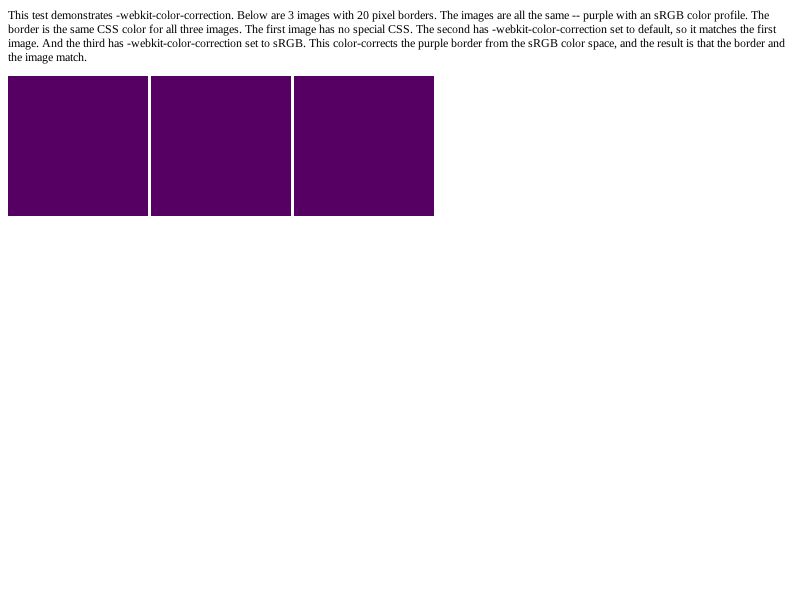 This test demonstrates -webkit-color-correction. Below are 3 images with 20 pixel borders. The images are all the same -- purple with an sRGB color profile. The
border is the same CSS color for all three images. The first image has no special CSS. The second has -webkit-color-correction set to default, so it matches the first
image. And the third has -webkit-color-correction set to sRGB. This color-corrects the purple border from the sRGB color space, and the result is that the border and
the image match.